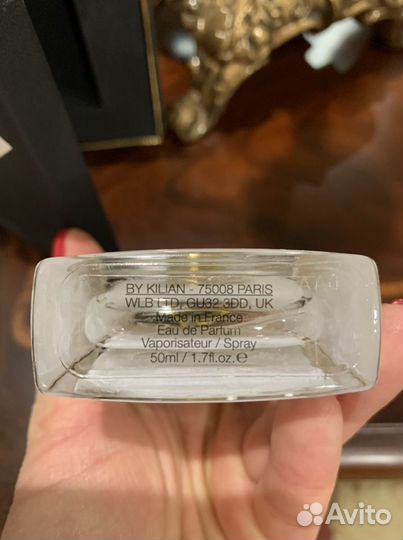 BY KILIAN - 75008 PARIS
WLB LTD, GU32 3DD, UK
Made in France
Eau de Parfum
Vaporisateur / Spray
50ml / 1.7fl.oz.e
Avito